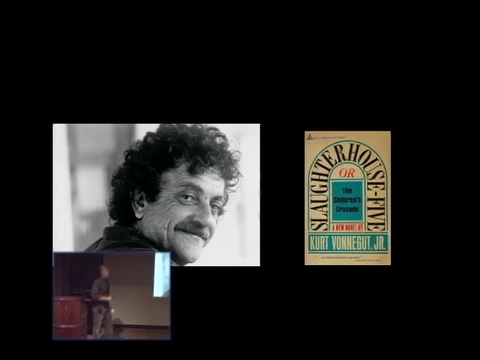 SLAUGHTERHOUSE-FIVE
OR
The
Children's
Crusade
A NEW NOVEL BY
KURT VONNEGUT, JR.